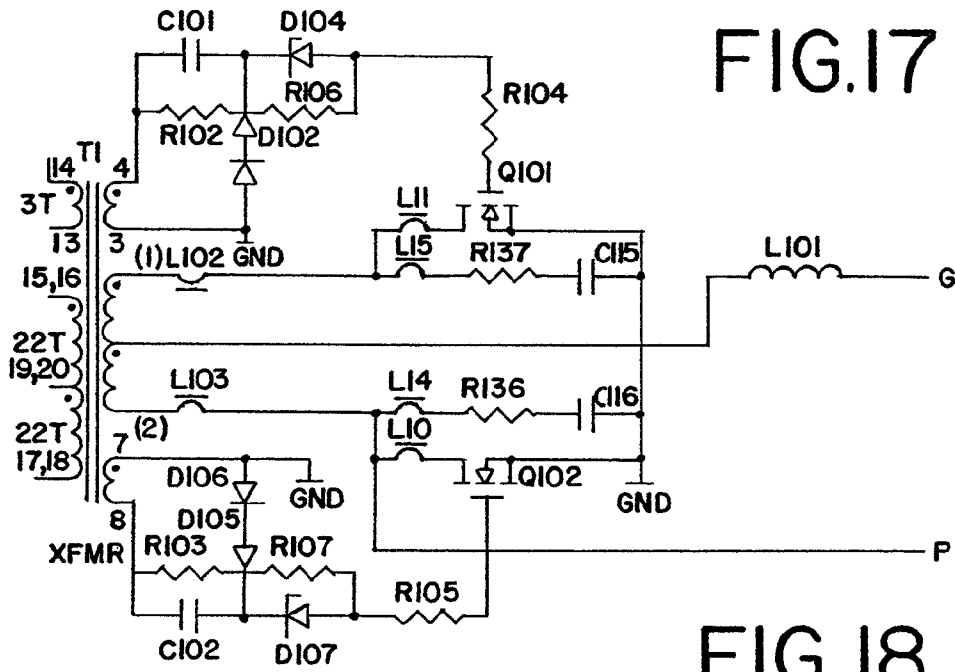 C101
D104
FIG.17
R106
R104
R102
D102
T1
14
4
Q101
3T
L11
13
3
GND
L15
R137
C115
L101
(1)
L102
15,16
G
22T
19,20
L103
L14
R136
C116
(2)
L10
22T
7
17,18
D106
GND
Q102
GND
8
D105
XFMR
R103
R107
P
R105
C102
D107
FIG.18